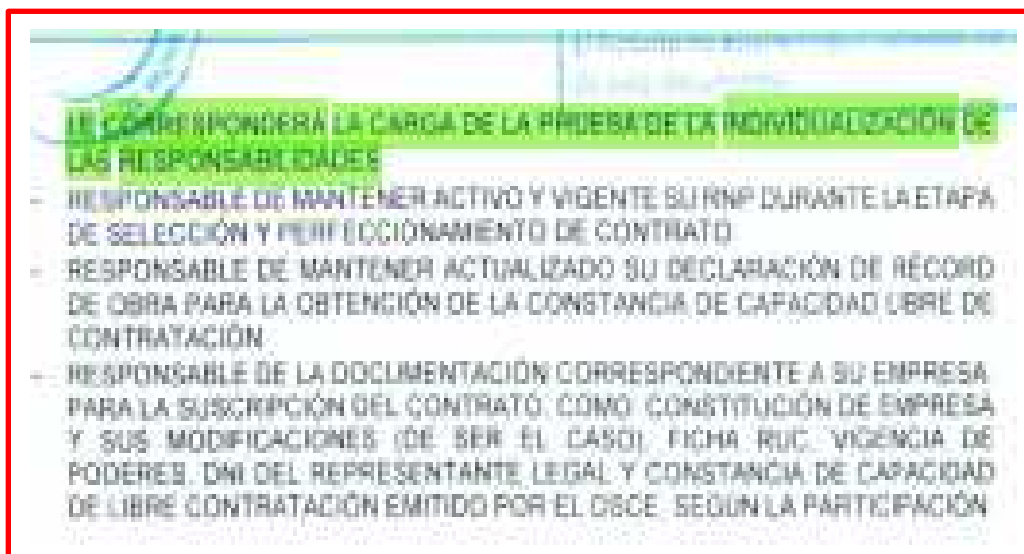 LE CORRESPONDERÁ LA CARGA DE LA PRUEBA DE LA INDIVIDUALIZACIÓN DE
LAS RESPONSABILIDADES
- RESPONSABLE DE MANTENER ACTIVO Y VIGENTE SU RNP DURANTE LA ETAPA
DE SELECCIÓN Y PERFECCIONAMIENTO DE CONTRATO
- RESPONSABLE DE MANTENER ACTUALIZADO SU DECLARACIÓN DE RÉCORD
DE OBRA PARA LA OBTENCIÓN DE LA CONSTANCIA DE CAPACIDAD LIBRE DE
CONTRATACIÓN
- RESPONSABLE DE LA DOCUMENTACIÓN CORRESPONDIENTE A SU EMPRESA
PARA LA SUSCRIPCIÓN DEL CONTRATO, COMO: CONSTITUCIÓN DE EMPRESA
Y SUS MODIFICACIONES (DE SER EL CASO), FICHA RUC, VIGENCIA DE
PODERES, DNI DEL REPRESENTANTE LEGAL Y CONSTANCIA DE CAPACIDAD
DE LIBRE CONTRATACIÓN EMITIDO POR EL OSCE, SEGÚN LA PARTICIPACIÓN